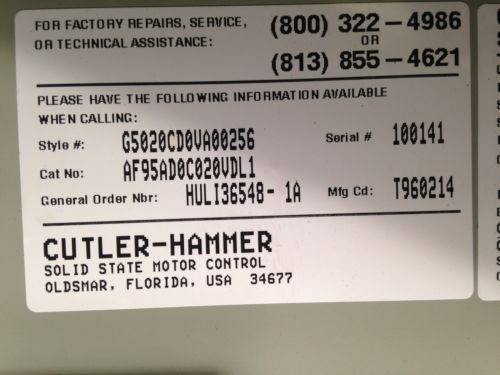 FOR FACTORY REPAIRS, SERVICE, (800) 322-4986
OR TECHNICAL ASSISTANCE: OR
(813) 855-4621
PLEASE HAVE THE FOLLOWING INFORMATION AVAILABLE
WHEN CALLING:
Style #: G5020CD0VA00256 Serial # 100141
Cat No: AF95AD0C020VDL1
General Order Nbr: HULI36548- 1A Mfg Cd: T960214
CUTLER-HAMMER
SOLID STATE MOTOR CONTROL
OLDSMAR, FLORIDA, USA 34677